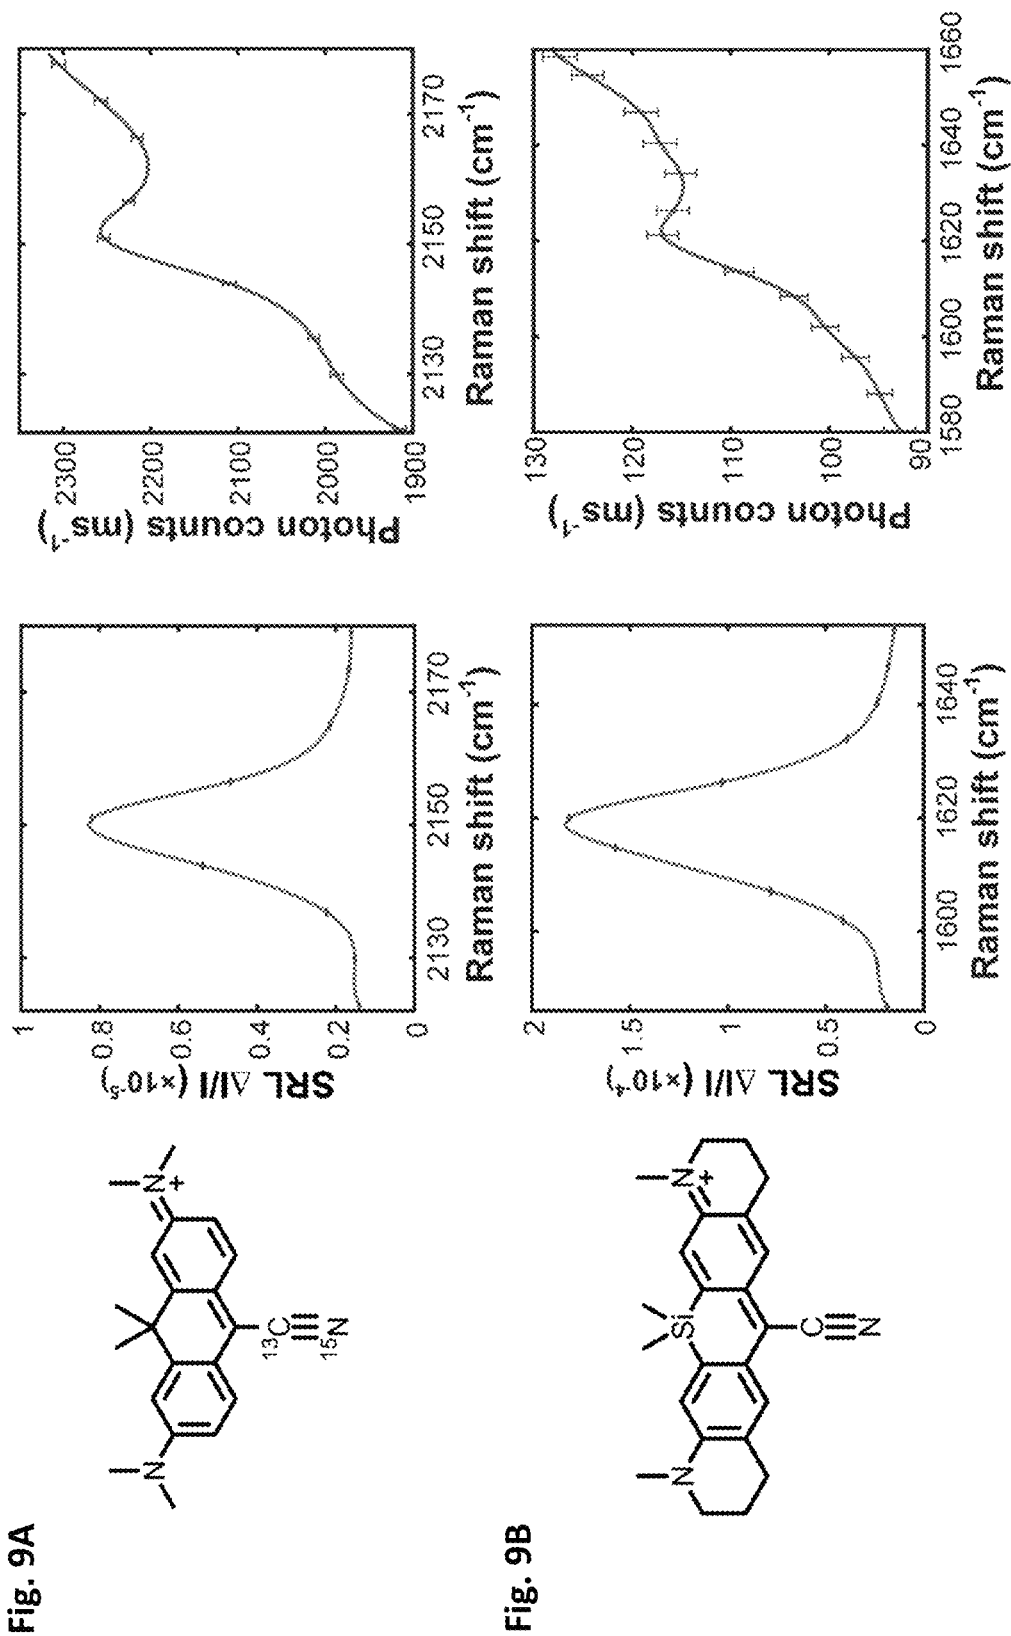 Fig. 9A
N
N
+
13C
15N
SRL ΔI/I (×10-5)
1
0.8
0.6
0.4
0.2
0
2130
2150
2170
Raman shift (cm-1)
Photon counts (ms-1)
2300
2200
2100
2000
1900
2130
2150
2170
Raman shift (cm-1)
Fig. 9B
N
Si
N
+
C
N
SRL ΔI/I (×10-4)
2
1.5
1
0.5
0
1600
1620
1640
Raman shift (cm-1)
Photon counts (ms-1)
130
120
110
100
90
1580
1600
1620
1640
1660
Raman shift (cm-1)